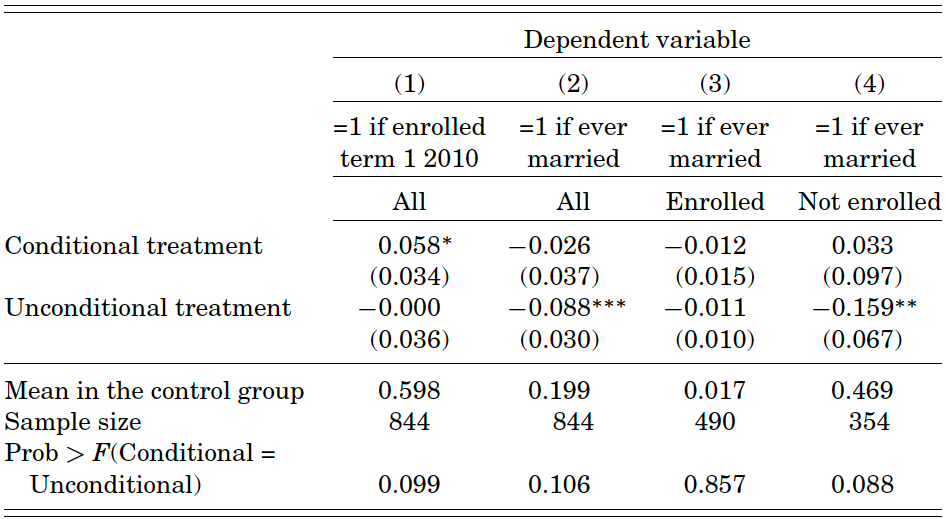 Dependent variable
(1) (2) (3) (4)
=1 if enrolled =1 if ever =1 if ever =1 if ever
term 1 2010 married married married
All All Enrolled Not enrolled
Conditional treatment 0.058* −0.026 −0.012 0.033
(0.034) (0.037) (0.015) (0.097)
Unconditional treatment −0.000 −0.088*** −0.011 −0.159**
(0.036) (0.030) (0.010) (0.067)
Mean in the control group 0.598 0.199 0.017 0.469
Sample size 844 844 490 354
Prob > F(Conditional =
Unconditional) 0.099 0.106 0.857 0.088